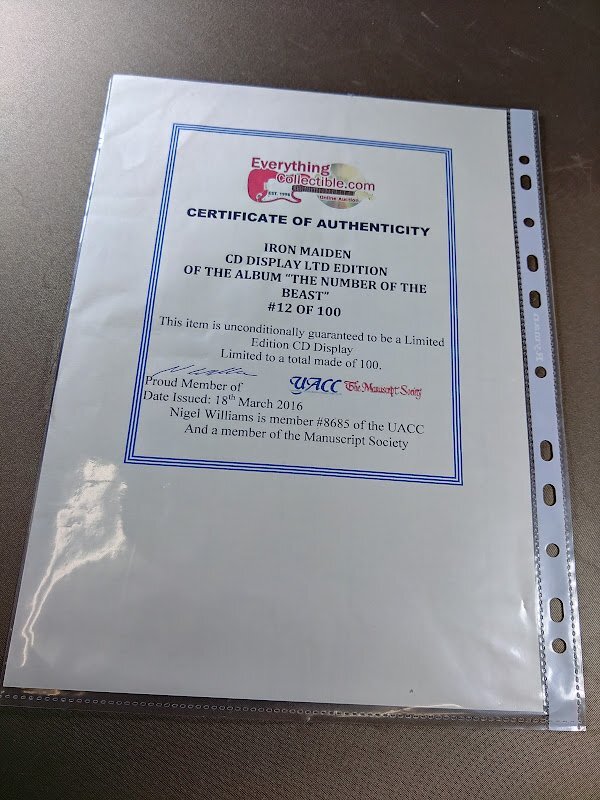 Everything
Collectible.com
EST. 1998
Online Auction
CERTIFICATE OF AUTHENTICITY
IRON MAIDEN
CD DISPLAY LTD EDITION
OF THE ALBUM “THE NUMBER OF THE
BEAST”
#12 OF 100
This item is unconditionally guaranteed to be a Limited
Edition CD Display
Limited to a total made of 100.
Proud Member of UACC The Manuscript Society
Date Issued: 18th March 2016
Nigel Williams is member #8685 of the UACC
And a member of the Manuscript Society